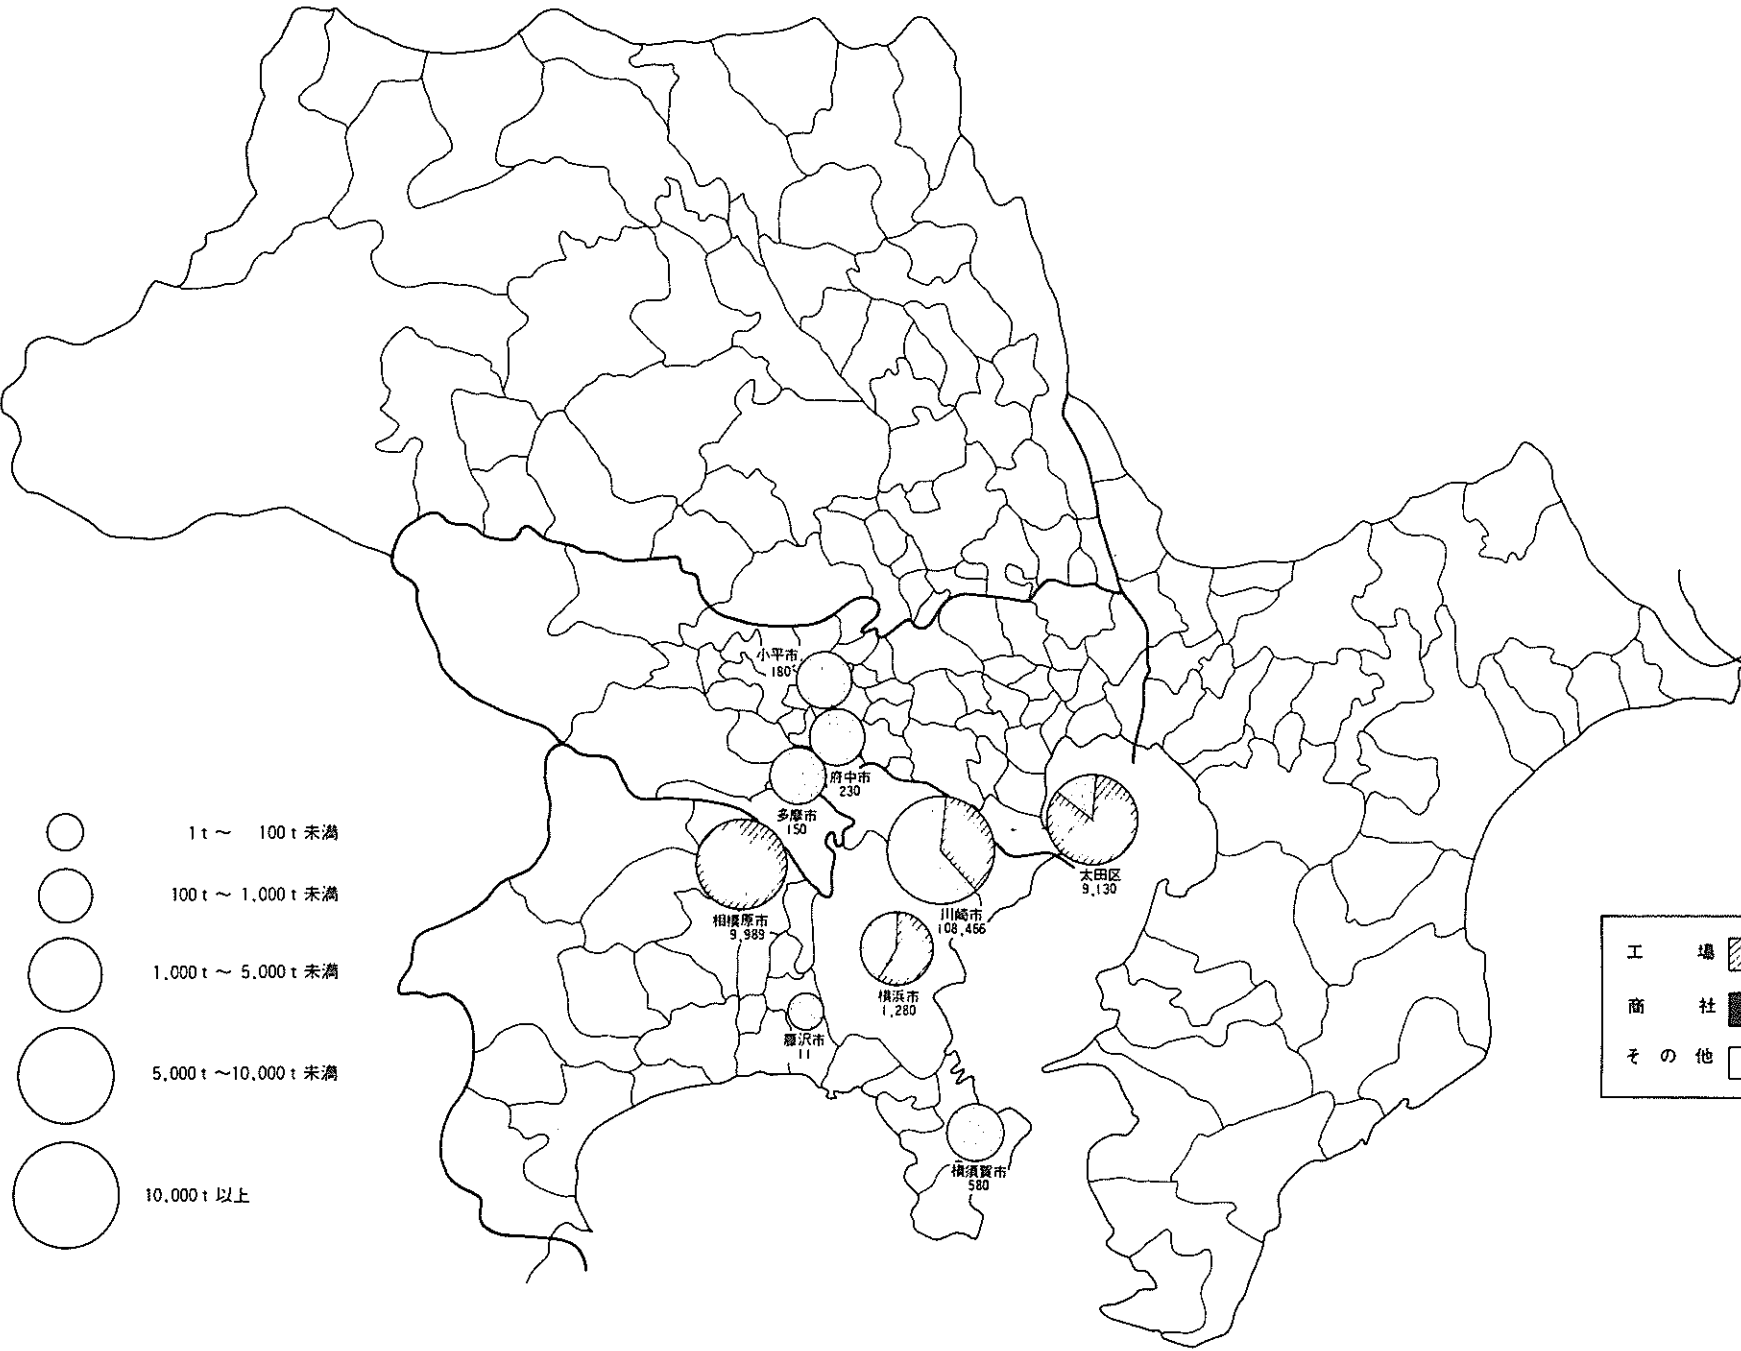 小平市
180
府中市
230
多摩市
150
太田区
9,130
相模原市
9,989
川崎市
108,466
横浜市
1,280
藤沢市
11
横須賀市
580
1t～ 100t未満
100t～1,000t未満
1,000t～5,000t未満
5,000t～10,000t未満
10,000t以上
工場
商社
その他